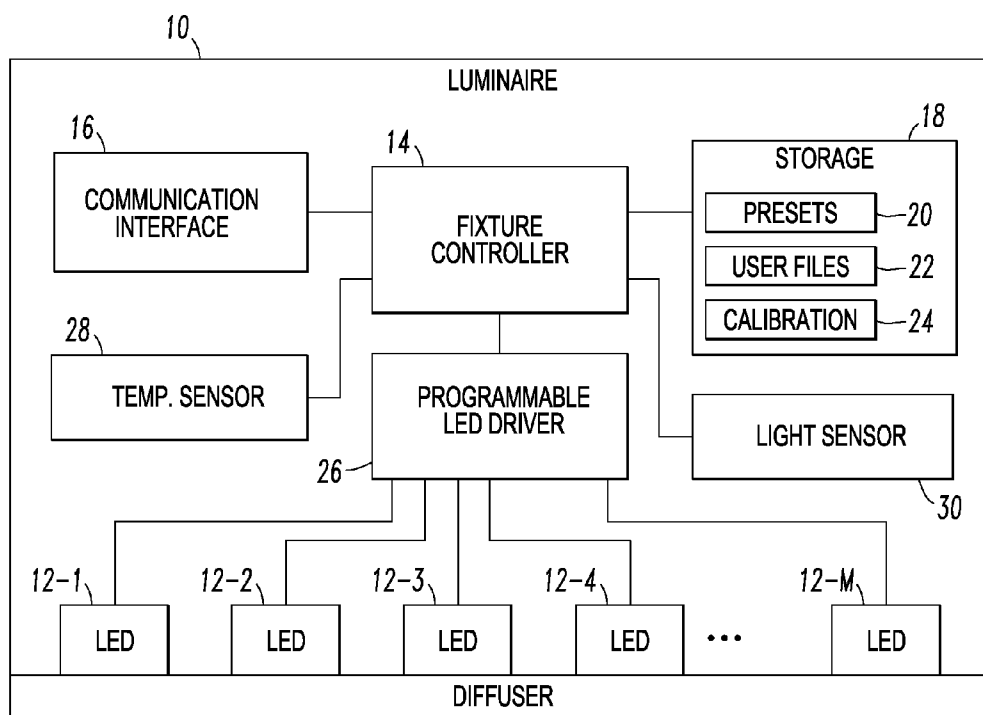 10
LUMINAIRE
16
COMMUNICATION
INTERFACE
14
FIXTURE
CONTROLLER
18
STORAGE
PRESETS
20
USER FILES
22
CALIBRATION
24
28
TEMP. SENSOR
PROGRAMMABLE
LED DRIVER
26
LIGHT SENSOR
30
12-1
12-2
12-3
12-4
12-M
LED
LED
LED
LED
•••
LED
DIFFUSER